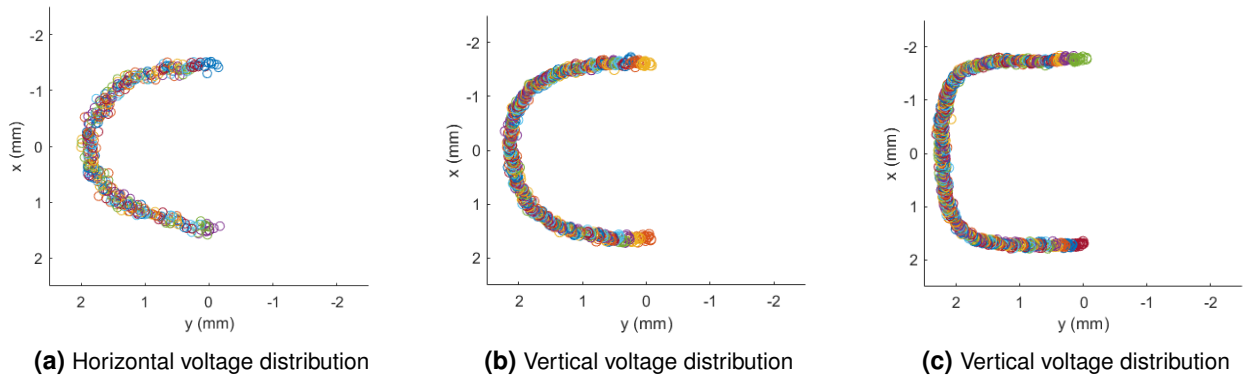 -2
-1
0
1
2
x (mm)
2 1 0 -1 -2
y (mm)
(a) Horizontal voltage distribution
-2
-1
0
1
2
x (mm)
2 1 0 -1 -2
y (mm)
(b) Vertical voltage distribution
-2
-1
0
1
2
x (mm)
2 1 0 -1 -2
y (mm)
(c) Vertical voltage distribution